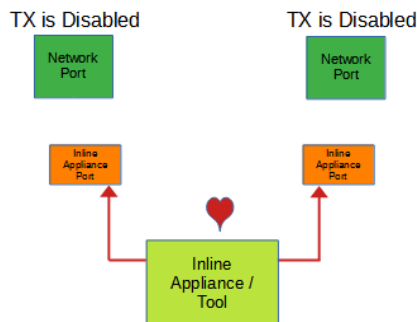 TX is Disabled
TX is Disabled
Network
Port
Network
Port
Inline
Appliance
Port
Inline
Appliance
Port
Inline
Appliance /
Tool